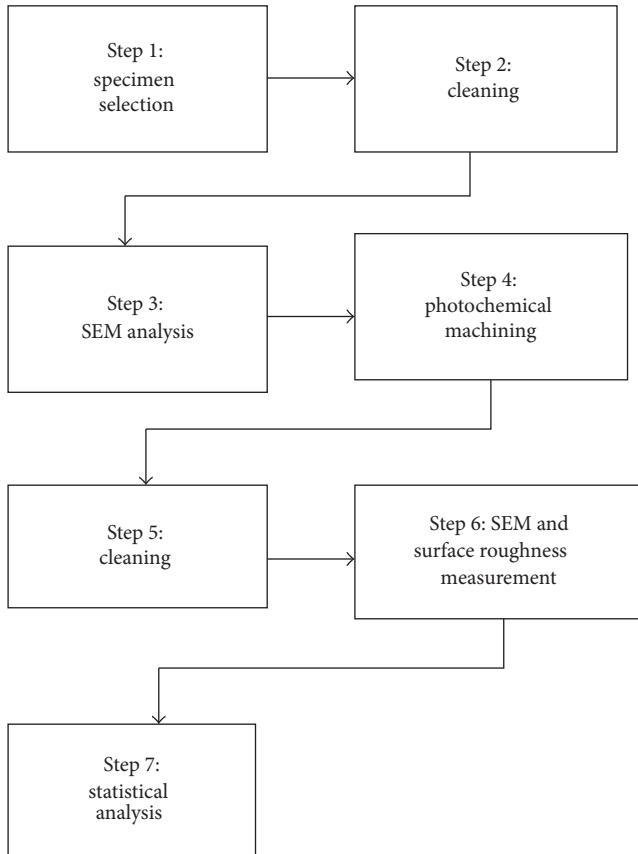 Step 1:
specimen
selection
Step 2:
cleaning
Step 3:
SEM analysis
Step 4:
photochemical
machining
Step 5:
cleaning
Step 6: SEM and
surface roughness
measurement
Step 7:
statistical
analysis